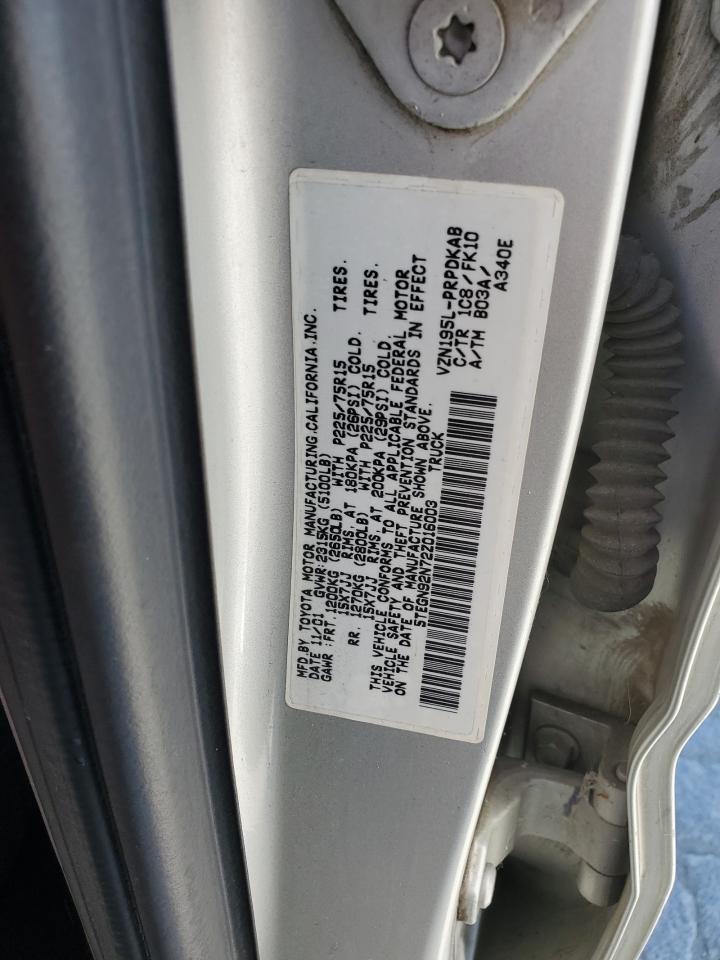 MFD.BY TOYOTA MOTOR MANUFACTURING,CALIFORNIA,INC.
DATE 11/01 GVWR:2315KG (5100LB)
GAWR :FRT.1200KG (2650LB) WITH P225/75R15 TIRES.
15X7JJ RIMS, AT 180KPA (26PSI) COLD.
RR. 1270KG (2800LB) WITH P225/75R15 TIRES.
15X7JJ RIMS, AT 200KPA (29PSI) COLD.
THIS VEHICLE CONFORMS TO ALL APPLICABLE FEDERAL MOTOR
VEHICLE SAFETY AND THEFT PREVENTION STANDARDS IN EFFECT
ON THE DATE OF MANUFACTURE SHOWN ABOVE.
5TEGN92N72Z016003 TRUCK
VZN195L-PRPDKAB
C/TR 1C8/FK10
A/TM B03A/
A340E